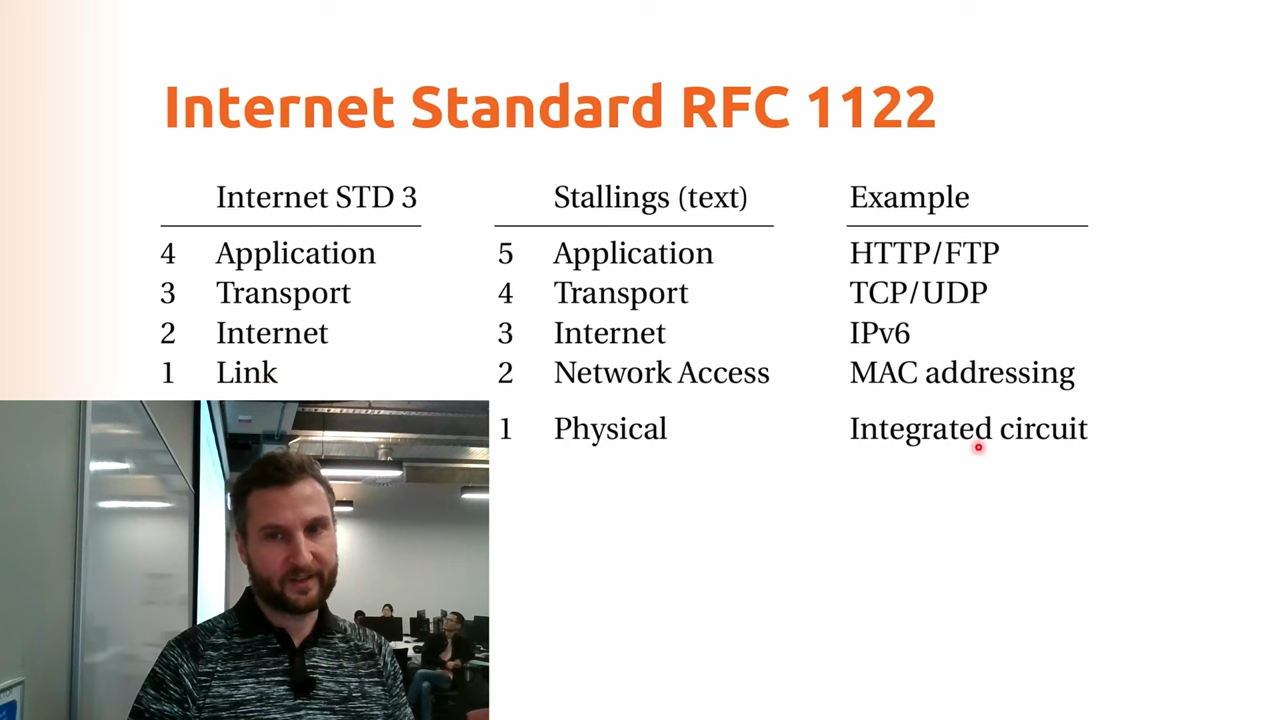 Internet Standard RFC 1122
Internet STD 3 Stallings (text) Example
4 Application 5 Application HTTP/FTP
3 Transport 4 Transport TCP/UDP
2 Internet 3 Internet IPv6
1 Link 2 Network Access MAC addressing
1 Physical Integrated circuit